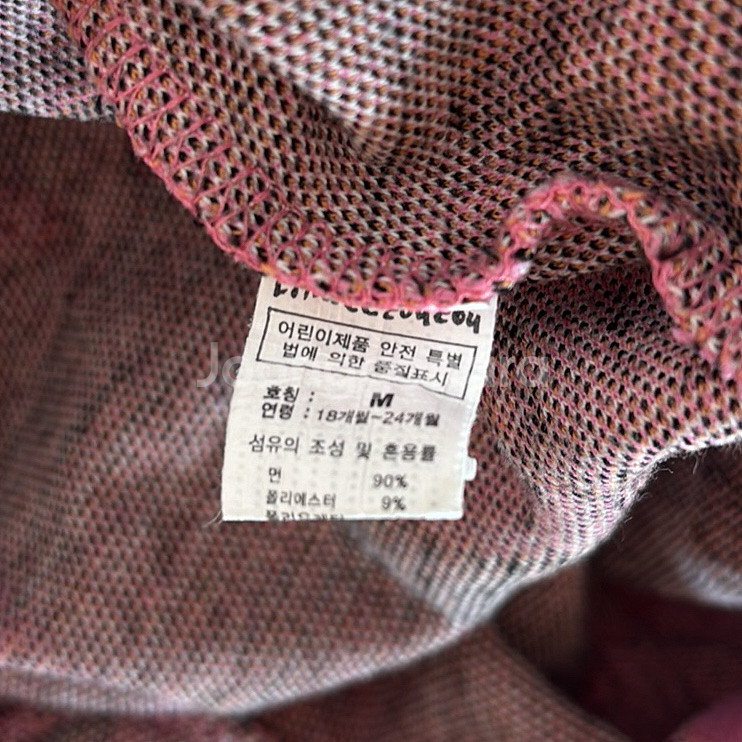 어린이제품 안전 특별
법에 의한 품질표시
호칭 : M
연령 : 18개월~24개월
섬유의 조성 및 혼용률
면 90%
폴리에스터 9%